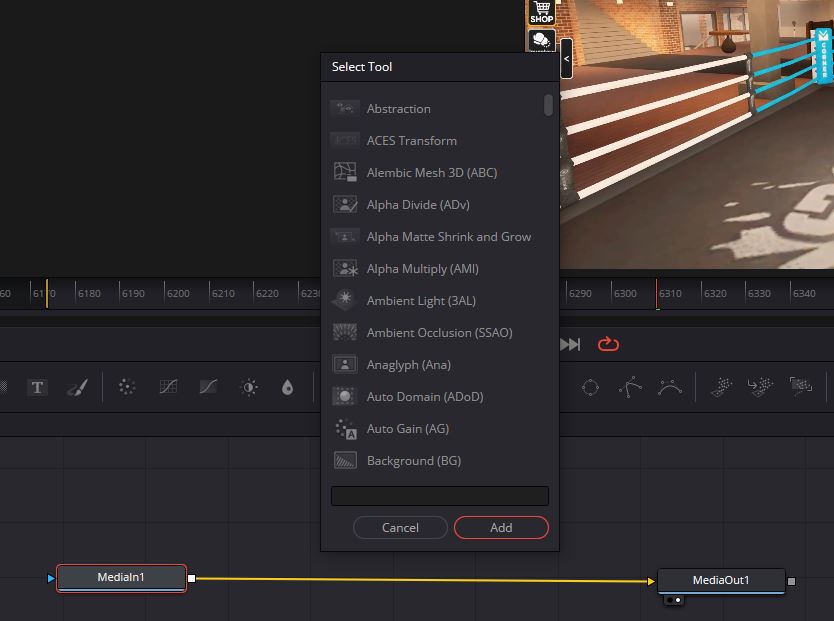 SHOP
CORNER
Select Tool
Abstraction
ACES Transform
Alembic Mesh 3D (ABC)
Alpha Divide (ADv)
Alpha Matte Shrink and Grow
Alpha Multiply (AMl)
Ambient Light (3AL)
Ambient Occlusion (SSAO)
Anaglyph (Ana)
Auto Domain (ADoD)
Auto Gain (AG)
Background (BG)
60 6170 6180 6190 6200 6210 6220 6230 6290 6300 6310 6320 6330 6340
T
Cancel Add
MediaIn1 MediaOut1